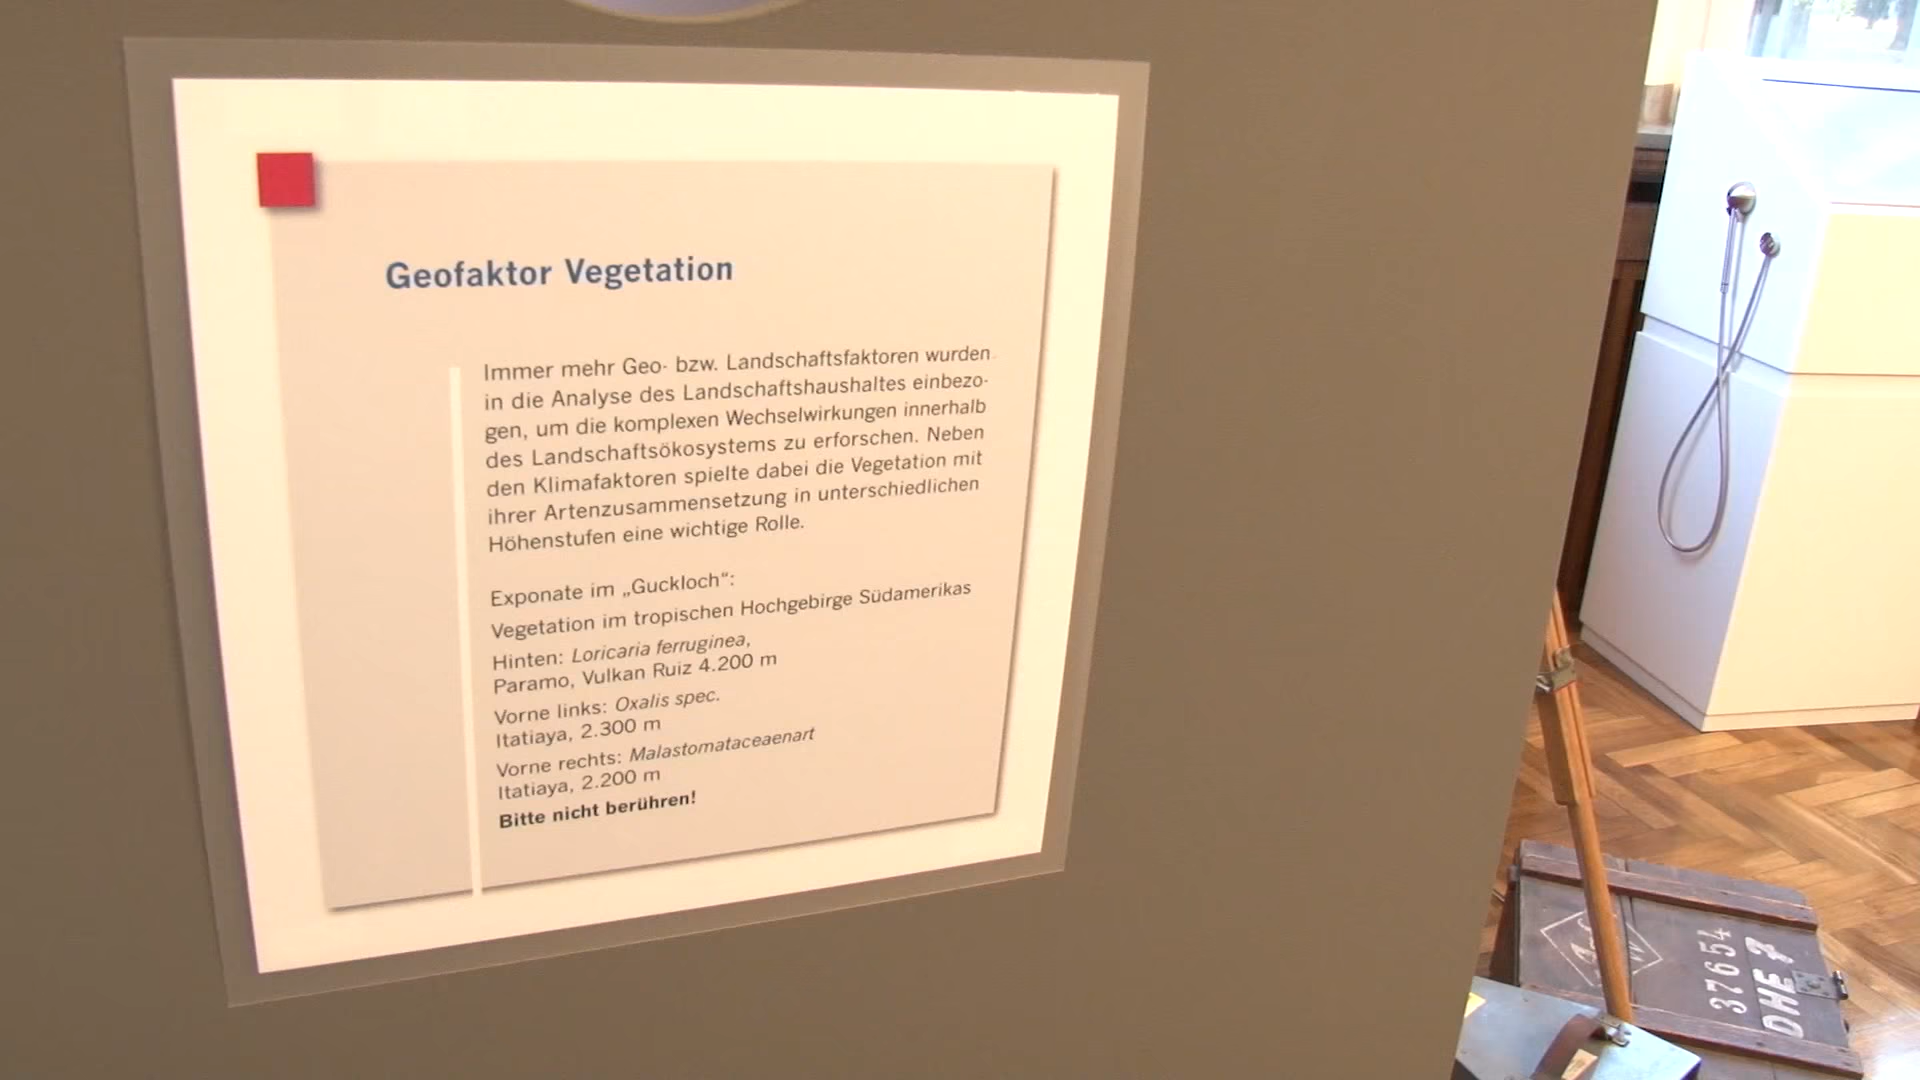 Geofaktor Vegetation
Immer mehr Geo- bzw. Landschaftsfaktoren wurden
in die Analyse des Landschaftshaushaltes einbezo-
gen, um die komplexen Wechselwirkungen innerhalb
des Landschaftsökosystems zu erforschen. Neben
den Klimafaktoren spielte dabei die Vegetation mit
ihrer Artenzusammensetzung in unterschiedlichen
Höhenstufen eine wichtige Rolle.
Exponate im „Guckloch“:
Vegetation im tropischen Hochgebirge Südamerikas
Hinten: Loricaria ferruginea,
Paramo, Vulkan Ruiz 4.200 m
Vorne links: Oxalis spec.
Itatiaya, 2.300 m
Vorne rechts: Malastomataceaenart
Itatiaya, 2.200 m
Bitte nicht berühren!
37654
DHE